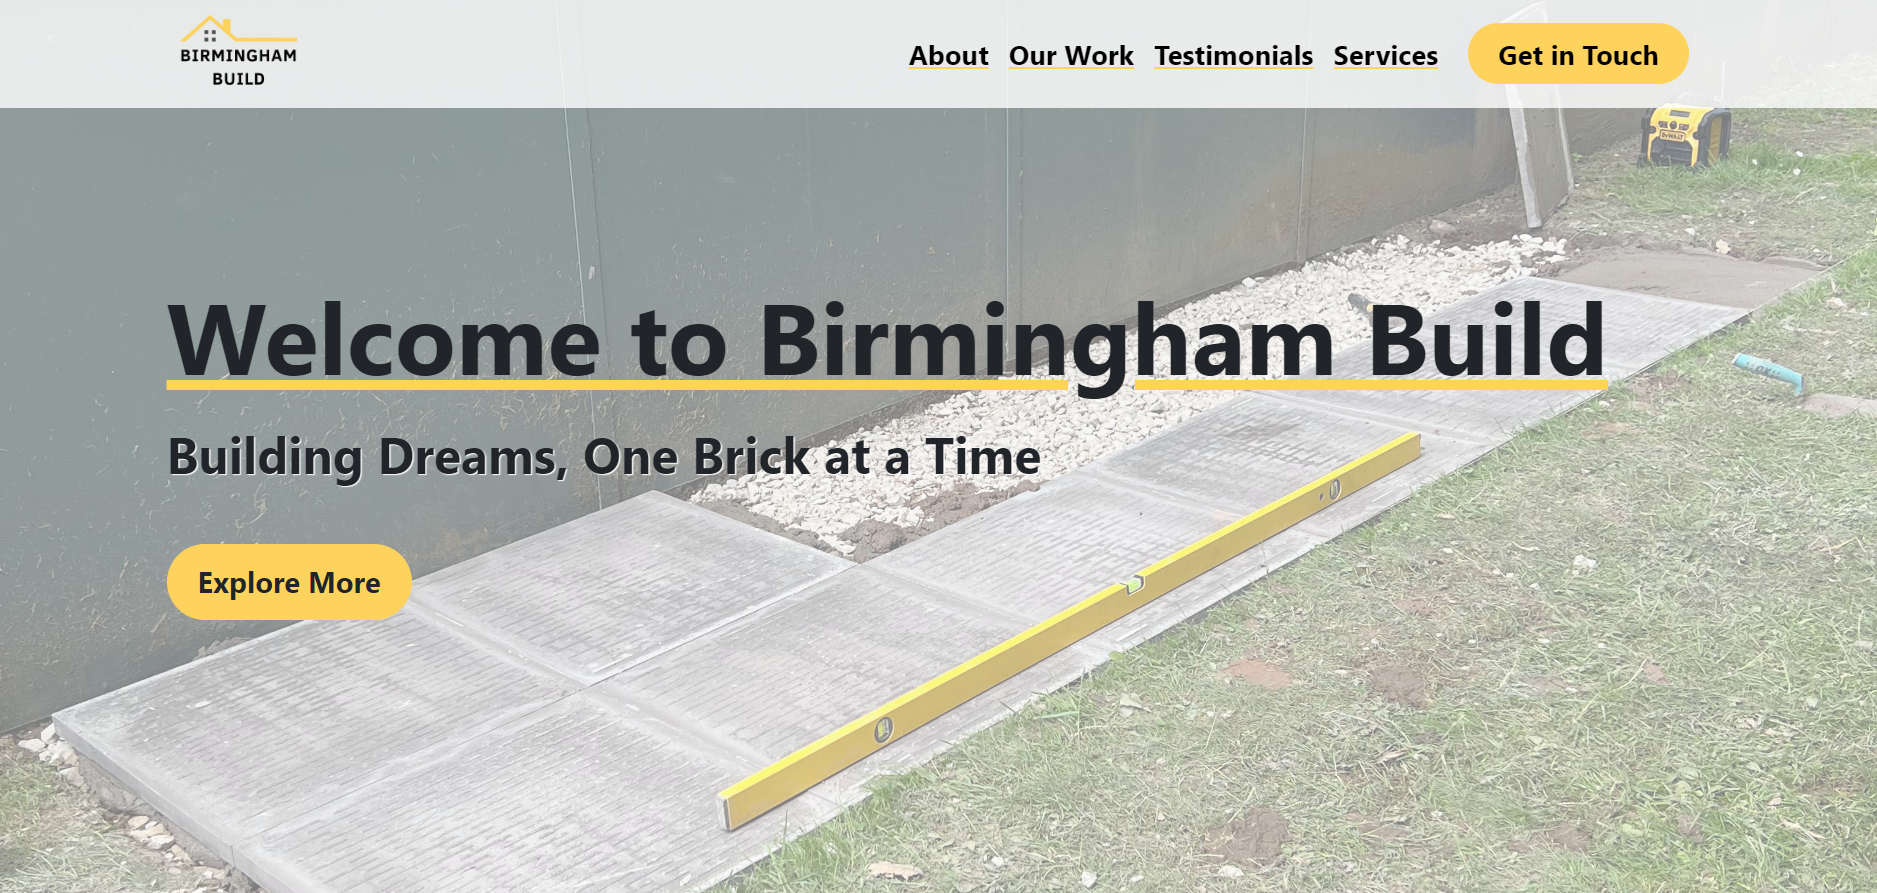 BIRMINGHAM
BUILD
About Our Work Testimonials Services Get in Touch
DEWALT
Welcome to Birmingham Build
Building Dreams, One Brick at a Time
Explore More